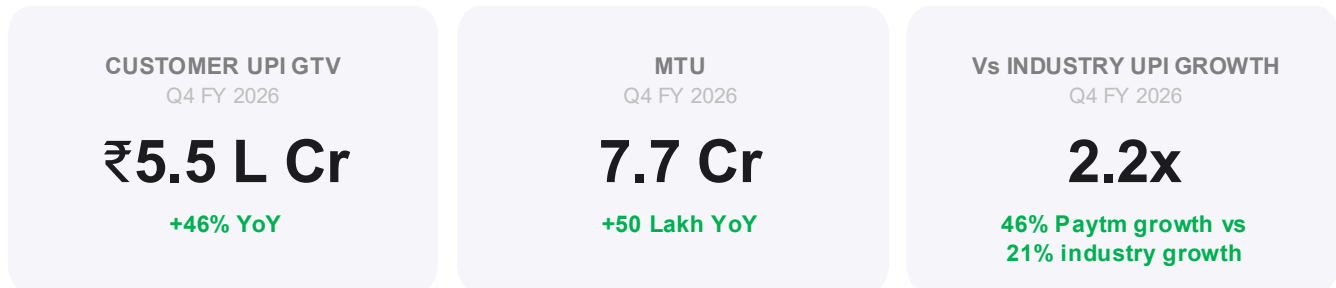 CUSTOMER UPI GTV
Q4 FY 2026
₹5.5 L Cr
+46% YoY
MTU
Q4 FY 2026
7.7 Cr
+50 Lakh YoY
Vs INDUSTRY UPI GROWTH
Q4 FY 2026
2.2x
46% Paytm growth vs
21% industry growth